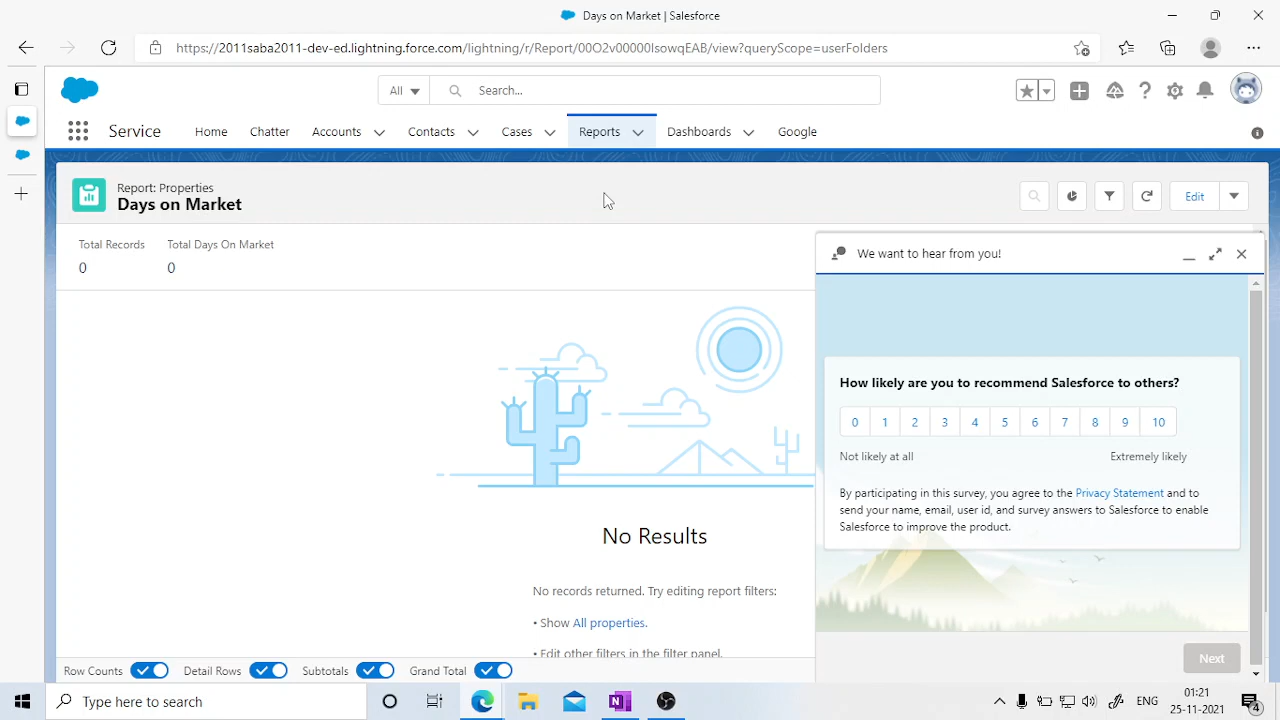 Days on Market | Salesforce
https://2011saba2011-dev-ed.lightning.force.com/lightning/r/Report/00O2v00000IsowqEAB/view?queryScope=userFolders
All
Search...
Service
Home
Chatter
Accounts
Contacts
Cases
Reports
Dashboards
Google
Report: Properties
Days on Market
Edit
Total Records
Total Days On Market
0
0
We want to hear from you!
How likely are you to recommend Salesforce to others?
0 1 2 3 4 5 6 7 8 9 10
Not likely at all
Extremely likely
By participating in this survey, you agree to the Privacy Statement and to
send your name, email, user id, and survey answers to Salesforce to enable
Salesforce to improve the product.
Next
No Results
No records returned. Try editing report filters:
• Show All properties.
• Edit other filters in the filter panel.
Row Counts
Detail Rows
Subtotals
Grand Total
Type here to search
ENG
01:21
25-11-2021
4